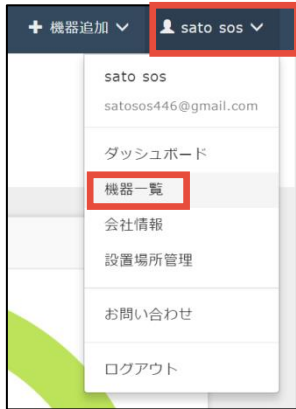 + 機器追加 sato sos
sato sos
satosos446@gmail.com
ダッシュボード
機器一覧
会社情報
設置場所管理
お問い合わせ
ログアウト